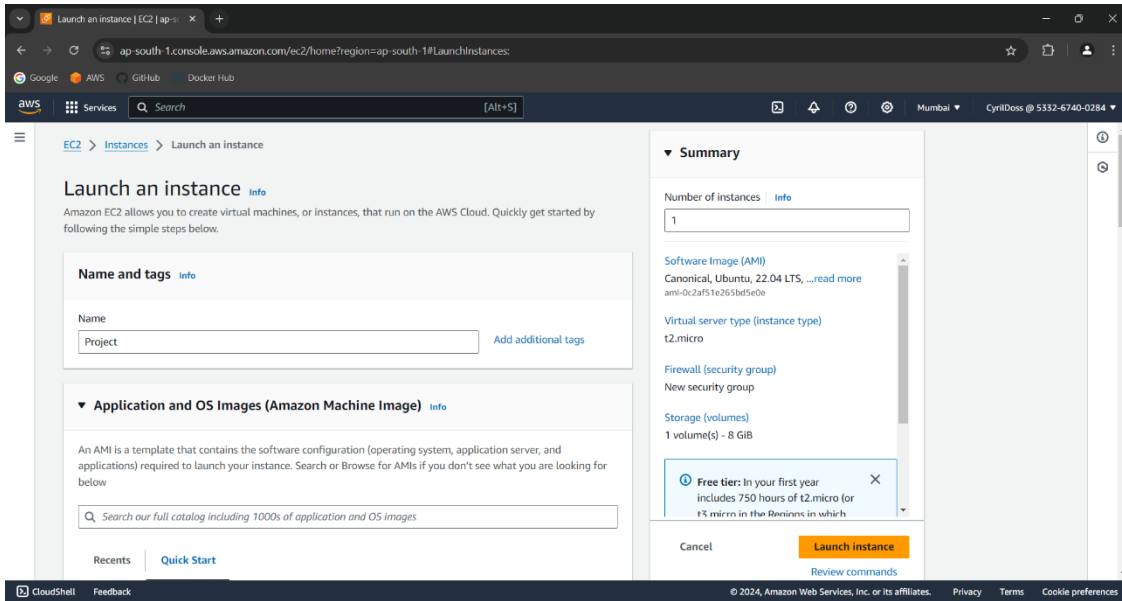 Launch an instance | EC2 | ap-so
ap-south-1.console.aws.amazon.com/ec2/home?region=ap-south-1#LaunchInstances:
Google AWS GitHub Docker Hub
aws Services Search [Alt+S] Mumbai CyrilDoss @ 5332-6740-0284
EC2 > Instances > Launch an instance
Launch an instance Info
Amazon EC2 allows you to create virtual machines, or instances, that run on the AWS Cloud. Quickly get started by
following the simple steps below.
Name and tags Info
Name
Project Add additional tags
Application and OS Images (Amazon Machine Image) Info
An AMI is a template that contains the software configuration (operating system, application server, and
applications) required to launch your instance. Search or Browse for AMIs if you don't see what you are looking for
below
Search our full catalog including 1000s of application and OS images
Recents Quick Start
Summary
Number of instances Info
1
Software Image (AMI)
Canonical, Ubuntu, 22.04 LTS, ...read more
ami-0c2af51e265bd5e0e
Virtual server type (instance type)
t2.micro
Firewall (security group)
New security group
Storage (volumes)
1 volume(s) - 8 GiB
Free tier: In your first year
includes 750 hours of t2.micro (or
t3.micro in the Regions in which
Cancel Launch instance
Review commands
CloudShell Feedback © 2024, Amazon Web Services, Inc. or its affiliates. Privacy Terms Cookie preferences